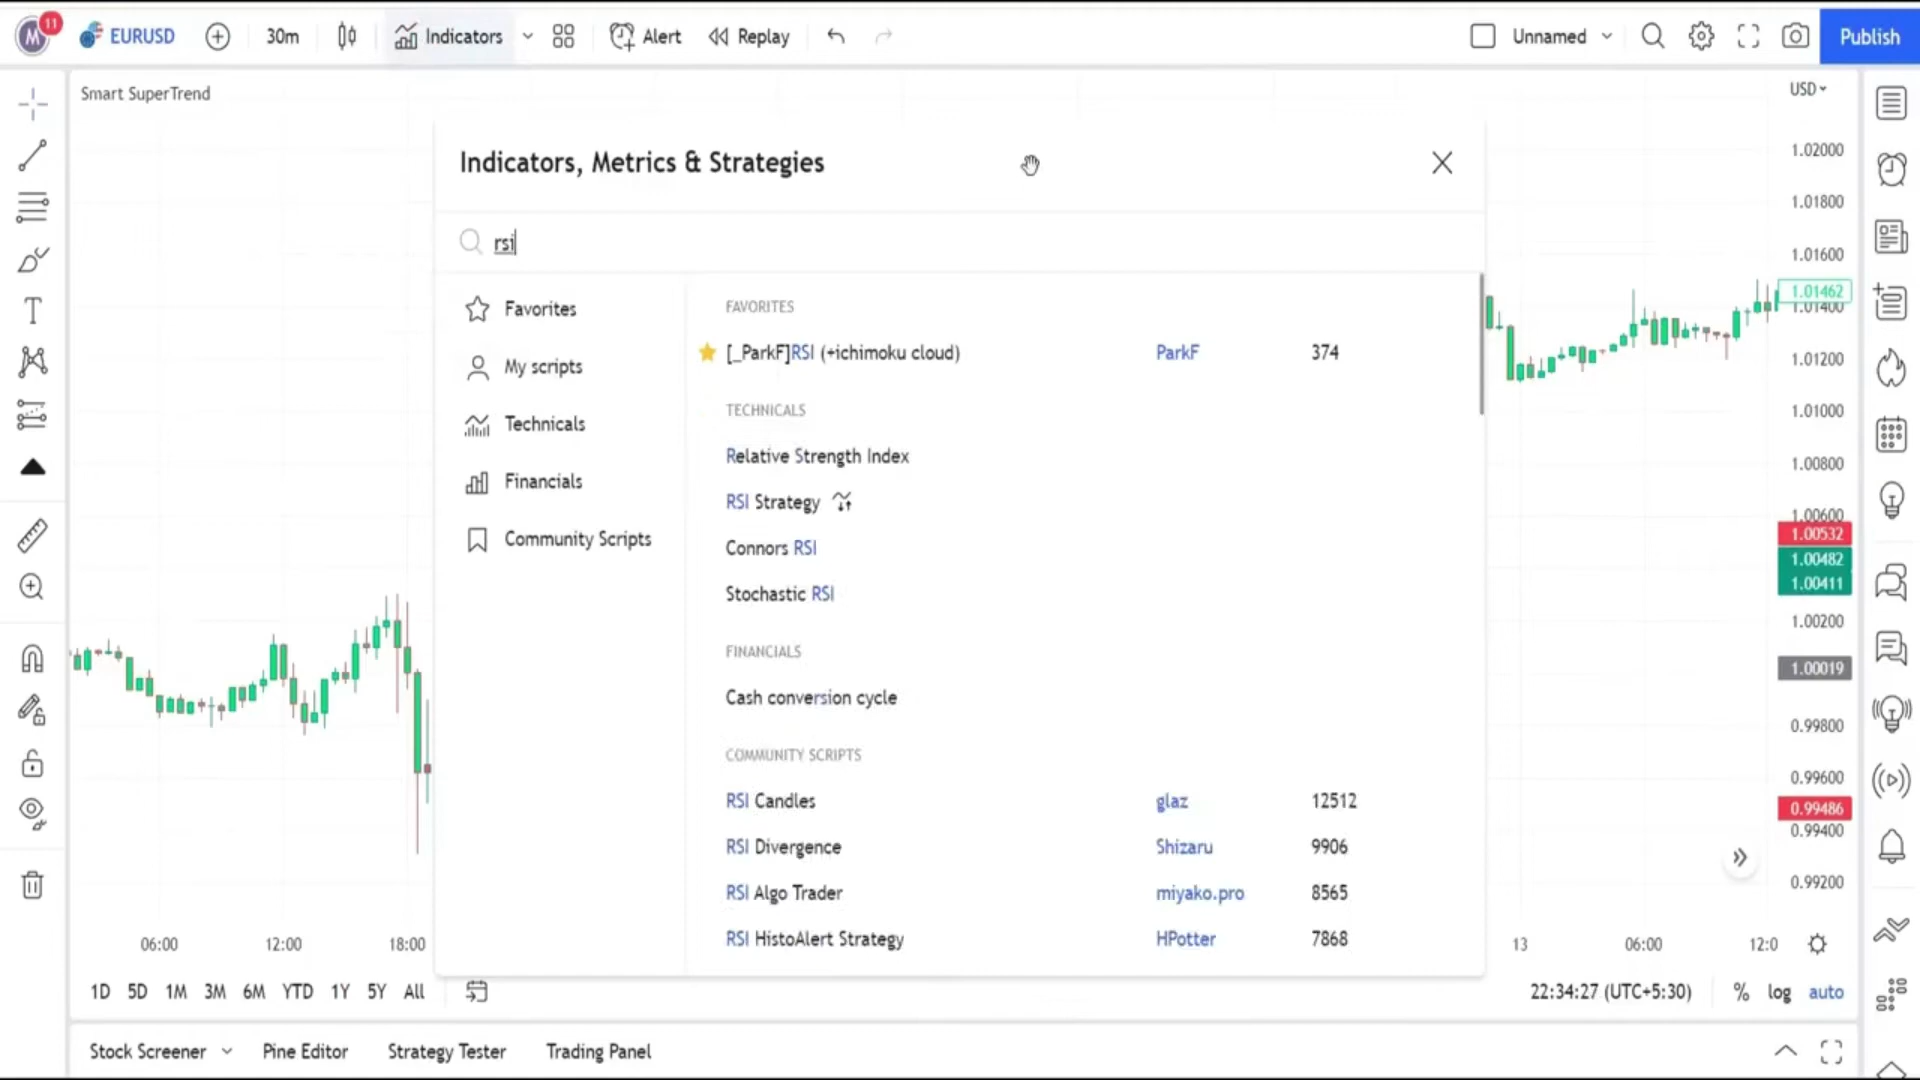 M 11 EURUSD 30m Indicators Alert Replay Unnamed Publish
Smart SuperTrend
USD
Indicators, Metrics & Strategies
rsi
Favorites
My scripts
Technicals
Financials
Community Scripts
FAVORITES
[_ParkF]RSI (+ichimoku cloud) ParkF 374
TECHNICALS
Relative Strength Index
RSI Strategy
Connors RSI
Stochastic RSI
FINANCIALS
Cash conversion cycle
COMMUNITY SCRIPTS
RSI Candles glaz 12512
RSI Divergence Shizaru 9906
RSI Algo Trader miyako.pro 8565
RSI HistoAlert Strategy HPotter 7868
1.02000
1.01800
1.01600
1.01462
1.01400
1.01200
1.01000
1.00800
1.00600
1.00532
1.00482
1.00411
1.00200
1.00019
0.99800
0.99600
0.99486
0.99400
0.99200
06:00 12:00 18:00 13 06:00 12:0
1D 5D 1M 3M 6M YTD 1Y 5Y All 22:34:27 (UTC+5:30) % log auto
Stock Screener Pine Editor Strategy Tester Trading Panel